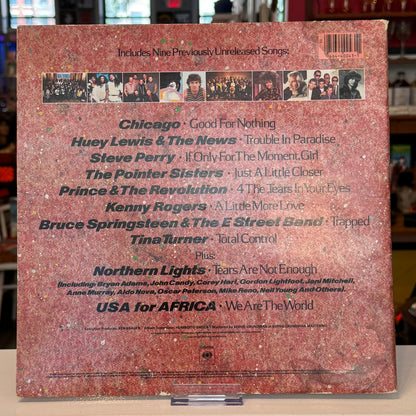 Includes Nine Previously Unreleased Songs:
Chicago · Good For Nothing
Huey Lewis & The News · Trouble In Paradise
Steve Perry · If Only For The Moment, Girl
The Pointer Sisters · Just A Little Closer
Prince & The Revolution · 4 The Tears In Your Eyes
Kenny Rogers · A Little More Love
Bruce Springsteen & The E Street Band · Trapped
Tina Turner · Total Control
Plus:
Northern Lights · Tears Are Not Enough
(Including: Bryan Adams, John Candy, Corey Hart, Gordon Lightfoot, Joni Mitchell,
Anne Murray, Aldo Nova, Oscar Peterson, Mike Reno, Neil Young And Others).
USA for AFRICA · We Are The World